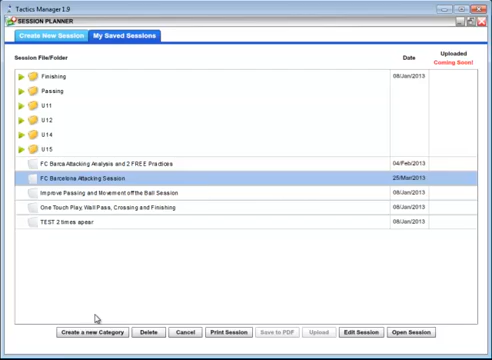 Tactics Manager 1.9
SESSION PLANNER
Create New Session
My Saved Sessions
Session File/Folder
Date
Uploaded
Coming Soon!
Finishing
08/Jan/2013
Passing
U11
U12
U14
U15
FC Barca Attacking Analysis and 2 FREE Practices
04/Feb/2013
FC Barcelona Attacking Session
25/Mar/2013
Improve Passing and Movement off the Ball Session
08/Jan/2013
One Touch Play, Wall Pass, Crossing and Finishing
08/Jan/2013
TEST 2 times apear
08/Jan/2013
Create a new Category
Delete
Cancel
Print Session
Save to PDF
Upload
Edit Session
Open Session